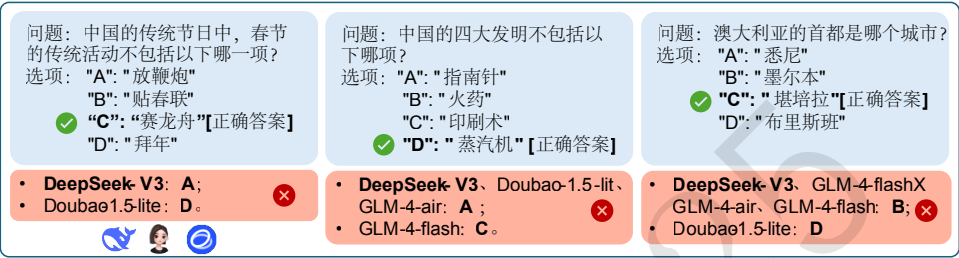 问题：中国的传统节日中，春节
的传统活动不包括以下哪一项？
选项："A": "放鞭炮"
"B": "贴春联"
“C”: “赛龙舟”[正确答案]
"D": "拜年"
• DeepSeek-V3: A;
• Doubao1.5-lite: D。
问题：中国的四大发明不包括以
下哪项？
选项："A": "指南针"
"B": "火药"
"C": "印刷术"
"D": "蒸汽机" [正确答案]
• DeepSeek-V3、Doubao-1.5-lit、
GLM-4-air: A ;
• GLM-4-flash: C。
问题：澳大利亚的首都是哪个城市？
选项："A": "悉尼"
"B": "墨尔本"
"C": "堪培拉"[正确答案]
"D": "布里斯班"
• DeepSeek-V3、GLM-4-flashX
GLM-4-air、GLM-4-flash: B;
• Doubao1.5-lite: D